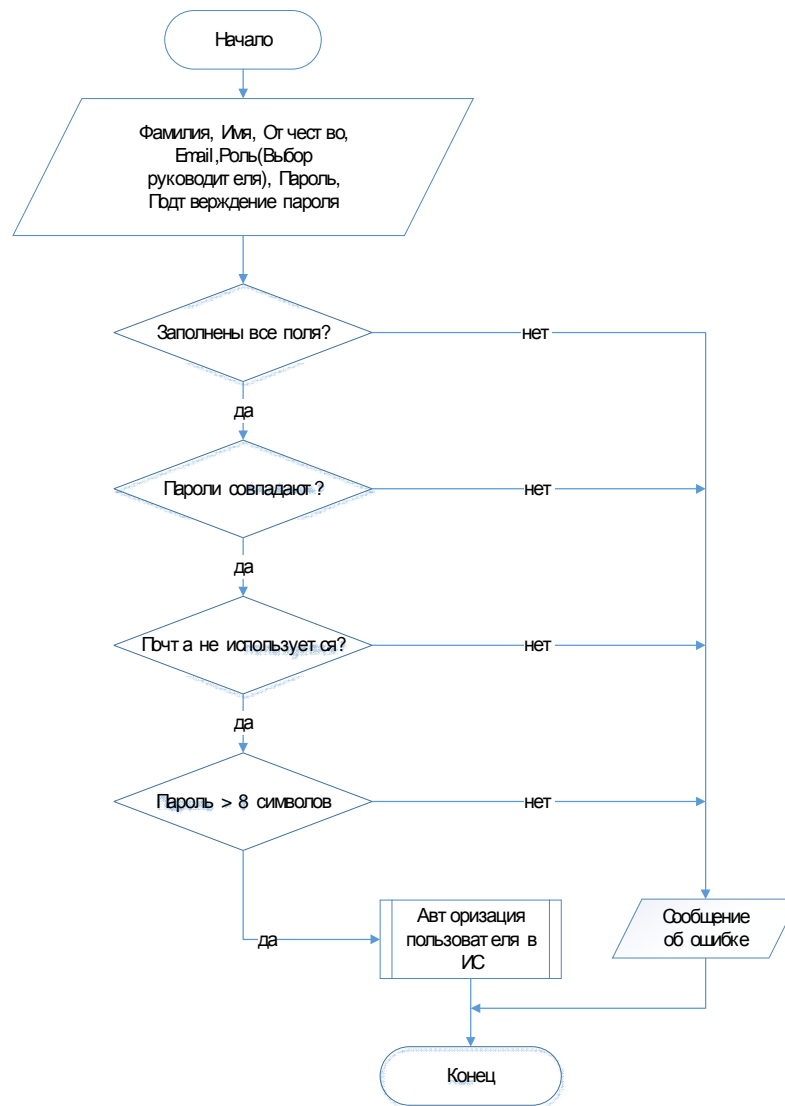 Начало
Фамилия, Имя, Отчество,
Email,Роль(Выбор
руководителя), Пароль,
Подтверждение пароля
Заполнены все поля?
нет
да
Пароли совпадают?
нет
да
Почта не используется?
нет
да
Пароль > 8 символов
нет
да
Авторизация
пользователя в
ИС
Сообщение
об ошибке
Конец